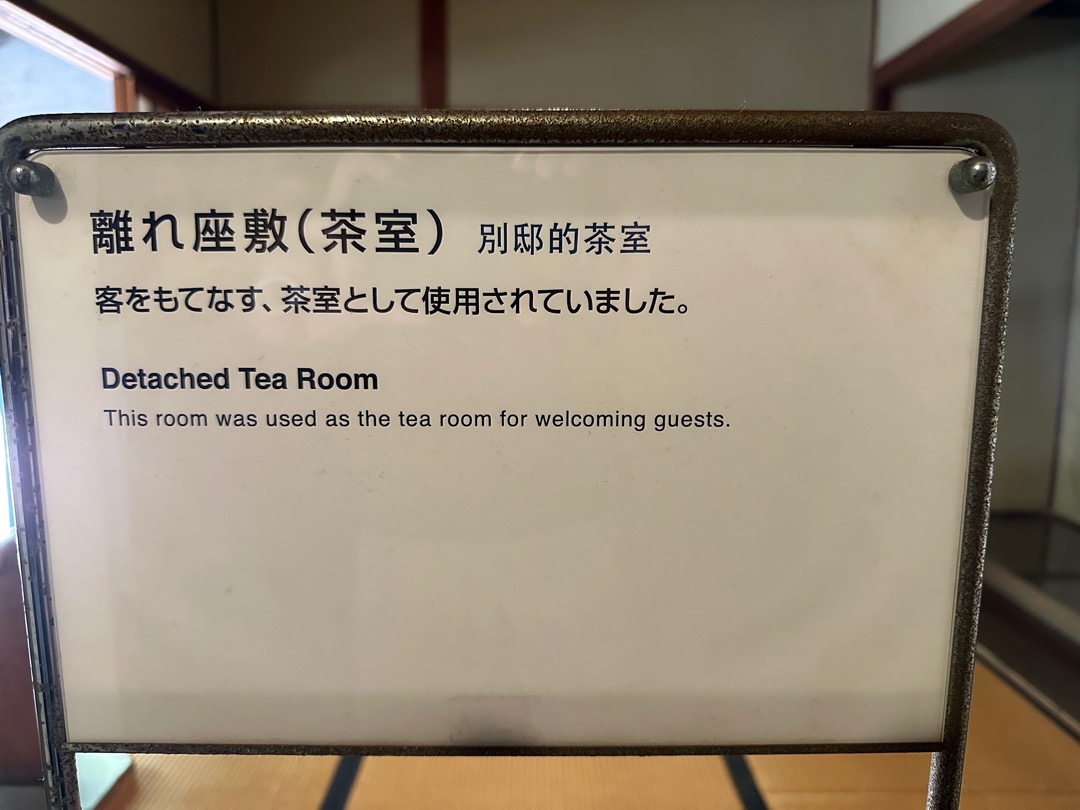 離れ座敷(茶室) 別邸的茶室
客をもてなす、茶室として使用されていました。
Detached Tea Room
This room was used as the tea room for welcoming guests.